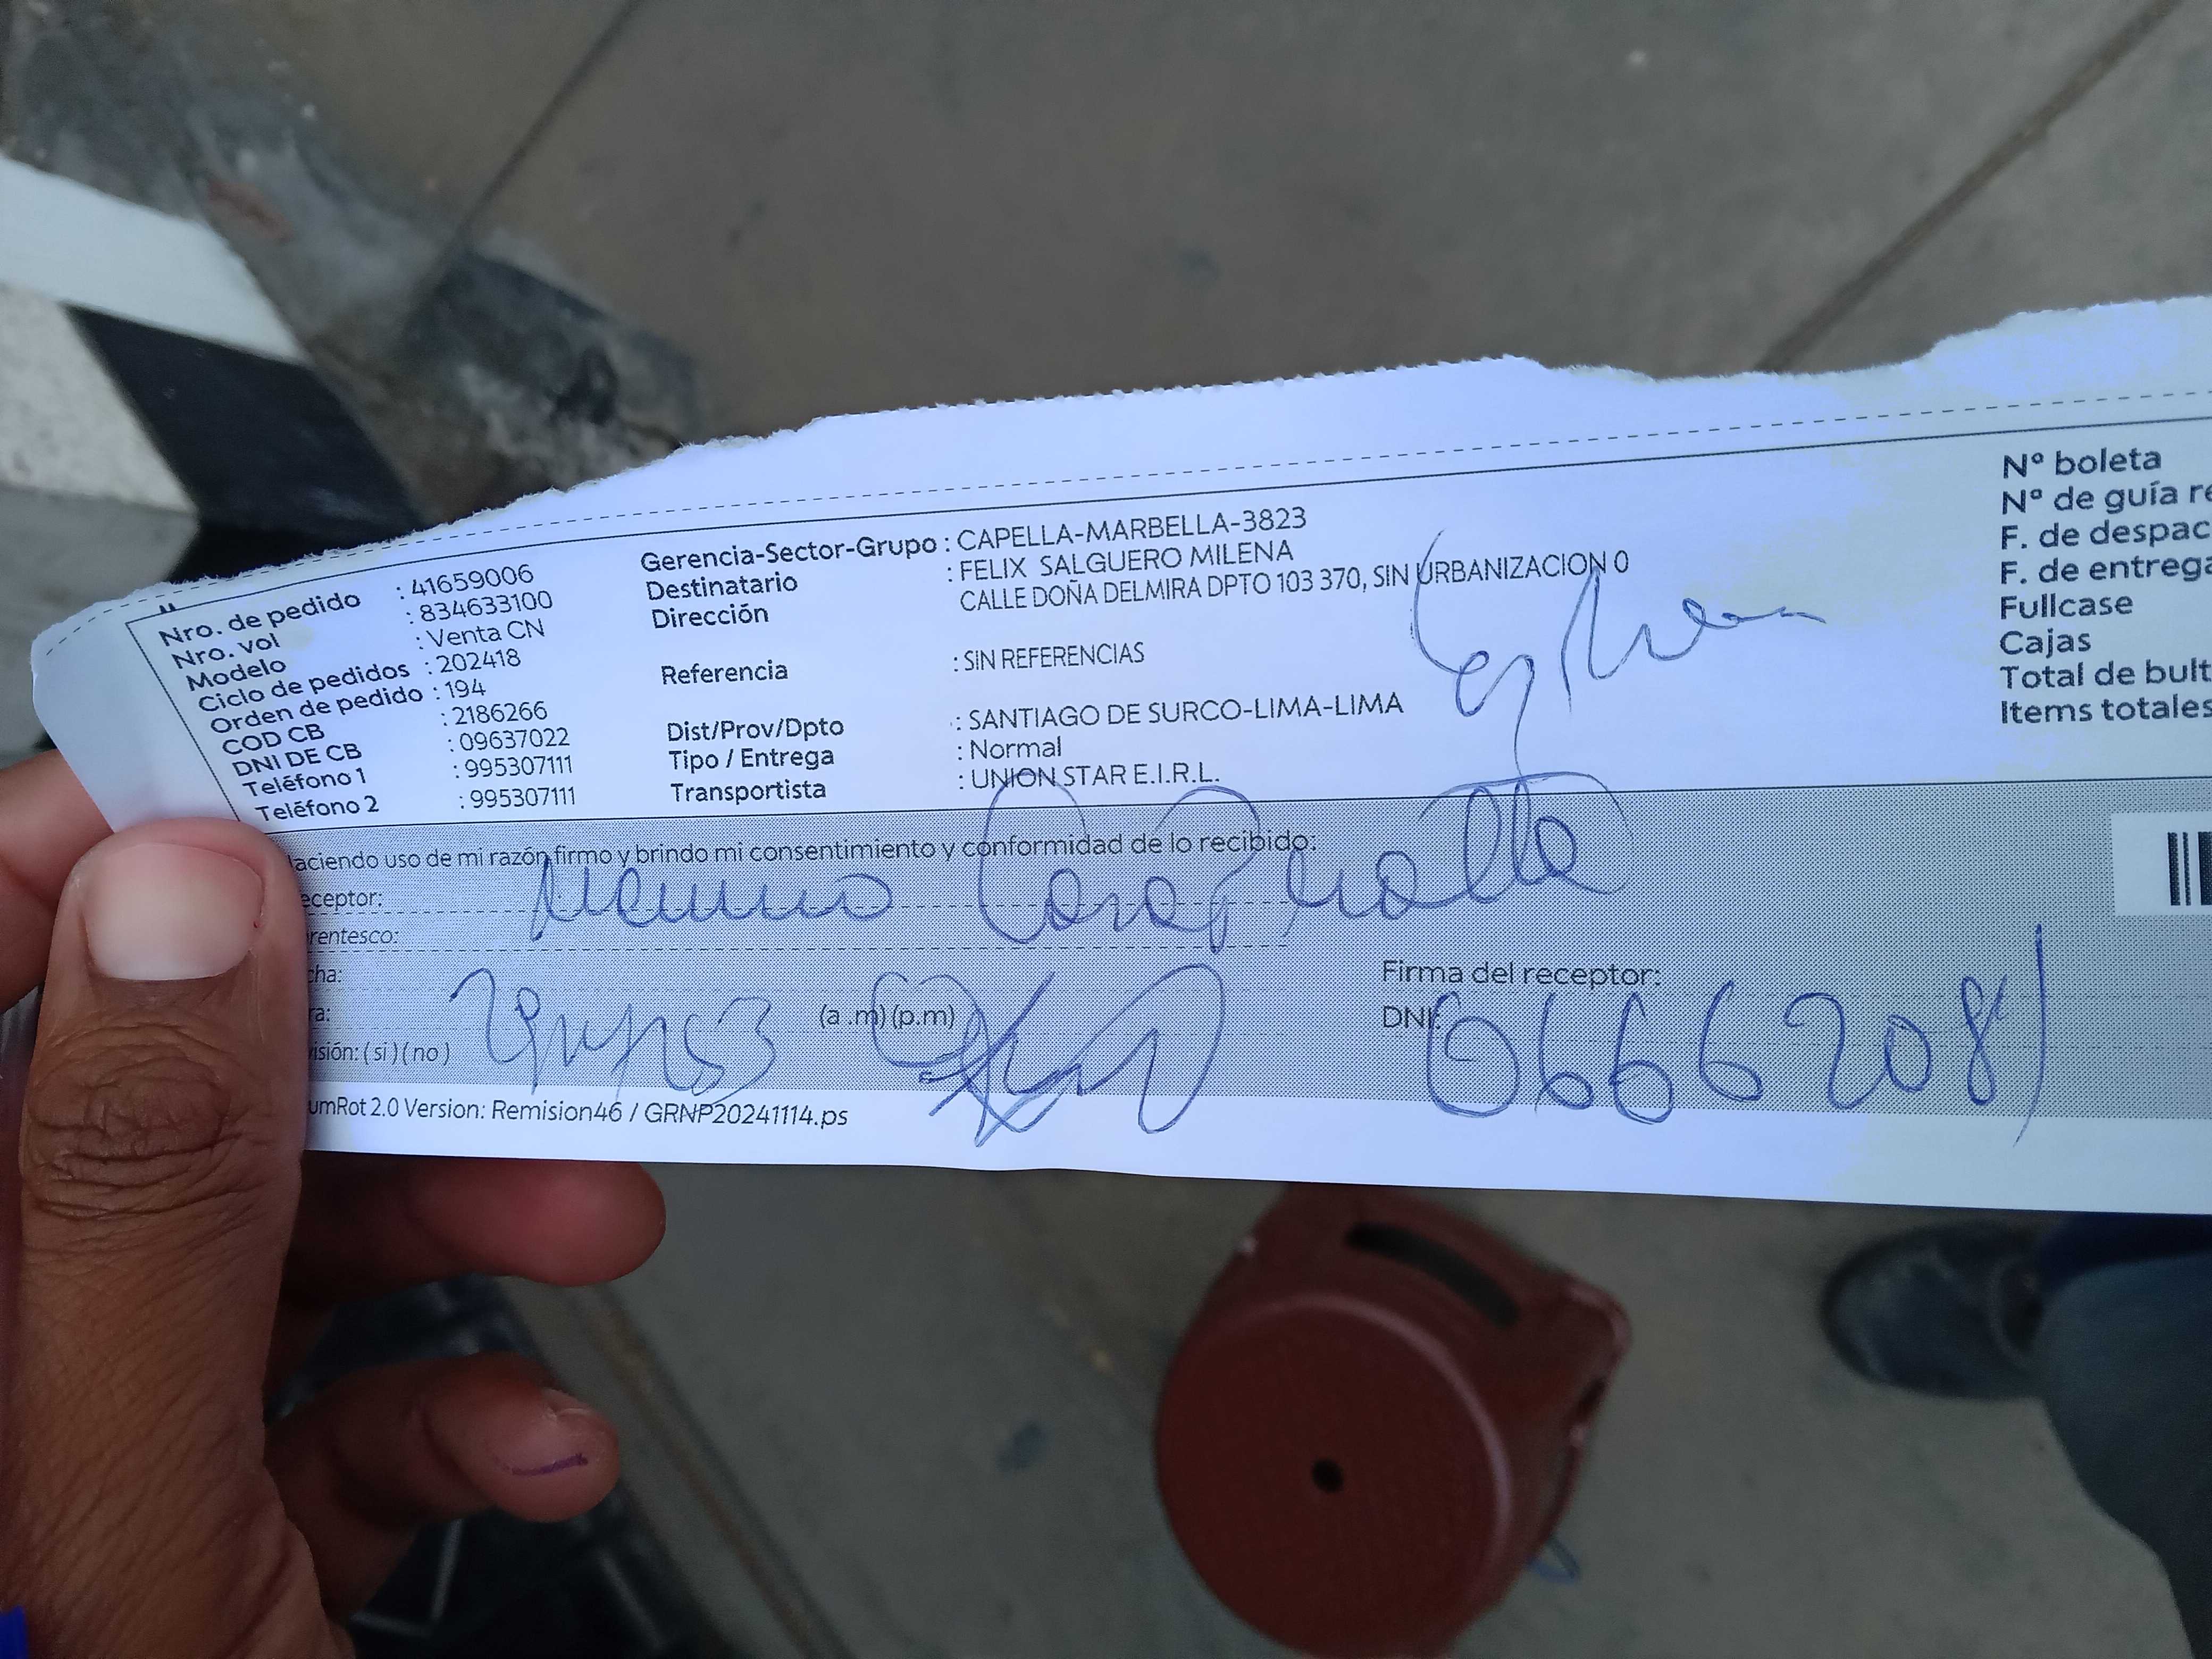 Nro. de pedido : 41659006
Nro. vol : 834633100
Modelo : Venta CN
Ciclo de pedidos : 202418
Orden de pedido : 194
COD CB : 2186266
DNI DE CB : 09637022
Teléfono 1 : 995307111
Teléfono 2 : 995307111
Gerencia-Sector-Grupo : CAPELLA-MARBELLA-3823
Destinatario : FELIX SALGUERO MILENA
Dirección CALLE DOÑA DELMIRA DPTO 103 370, SIN URBANIZACION 0
Referencia : SIN REFERENCIAS
Dist/Prov/Dpto : SANTIAGO DE SURCO-LIMA-LIMA
Tipo / Entrega : Normal
Transportista : UNION STAR E.I.R.L.
Nº boleta
Nº de guía re
F. de despac
F. de entrega
Fullcase
Cajas
Total de bult
Items totales
aciendo uso de mi razón firmo y brindo mi consentimiento y conformidad de lo recibido:
eceptor:
rentesco:
cha:
ra: (a .m) (p.m)
isión: ( si ) ( no )
Firma del receptor:
DNI: 06662081
umRot 2.0 Version: Remision46 / GRNP20241114.ps